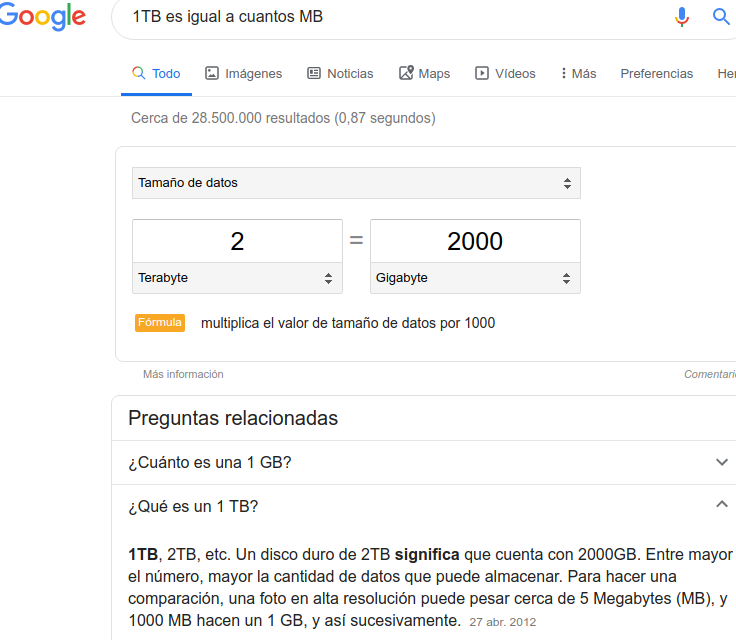 Google
1TB es igual a cuantos MB
Todo Imágenes Noticias Maps Vídeos Más Preferencias Her
Cerca de 28.500.000 resultados (0,87 segundos)
Tamaño de datos
2 = 2000
Terabyte Gigabyte
Fórmula multiplica el valor de tamaño de datos por 1000
Más información Comentari
Preguntas relacionadas
¿Cuánto es una 1 GB?
¿Qué es un 1 TB?
1TB, 2TB, etc. Un disco duro de 2TB significa que cuenta con 2000GB. Entre mayor
el número, mayor la cantidad de datos que puede almacenar. Para hacer una
comparación, una foto en alta resolución puede pesar cerca de 5 Megabytes (MB), y
1000 MB hacen un 1 GB, y así sucesivamente. 27 abr. 2012